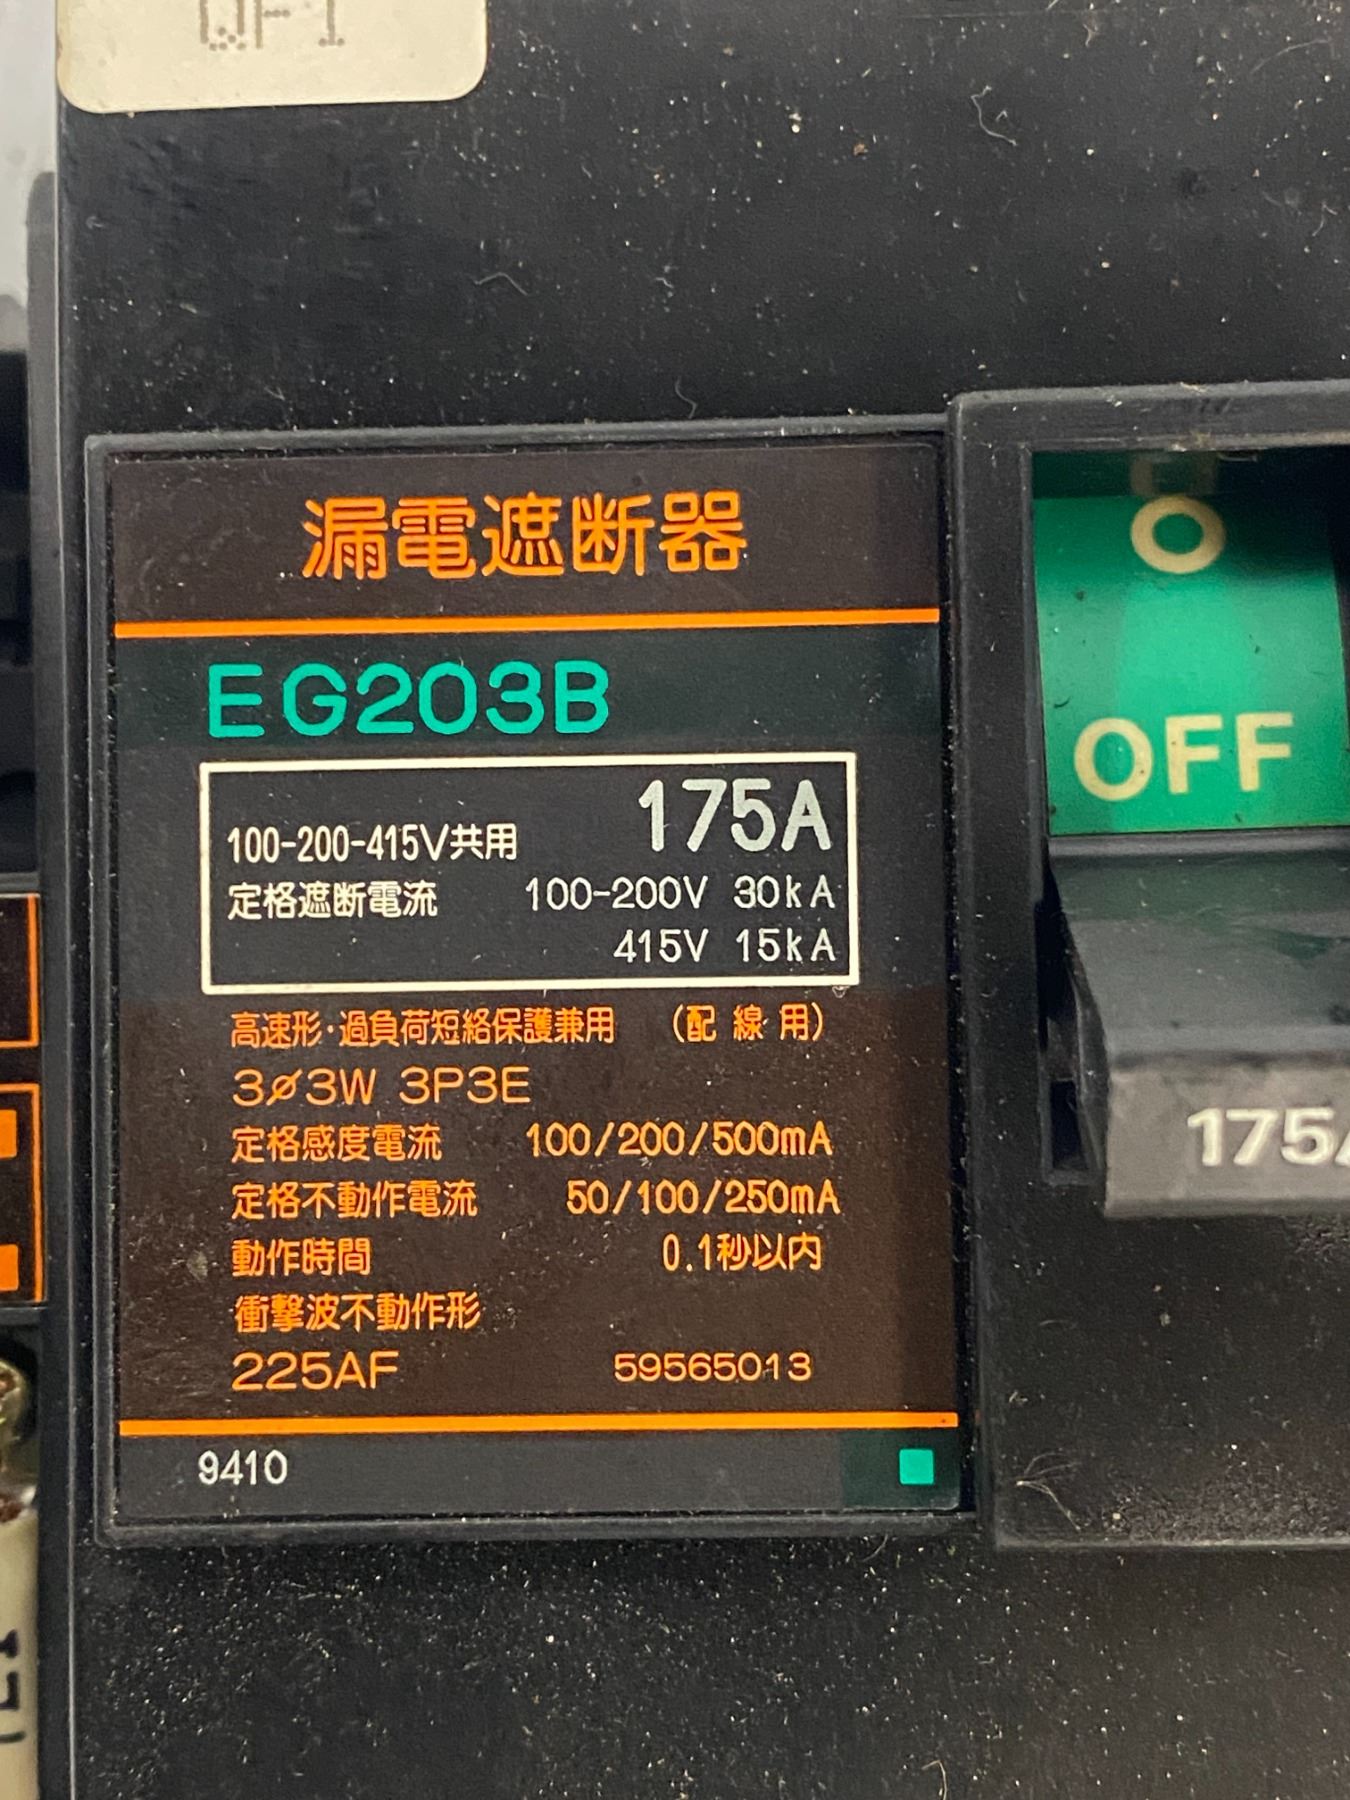 漏電遮断器
EG203B
100-200-415V共用 175A
定格遮断電流 100-200V 30kA
415V 15kA
高速形・過負荷短絡保護兼用 (配線用)
3ø3W 3P3E
定格感度電流 100/200/500mA
定格不動作電流 50/100/250mA
動作時間 0.1秒以内
衝撃波不動作形
225AF 59565013
9410
O
OFF
175A